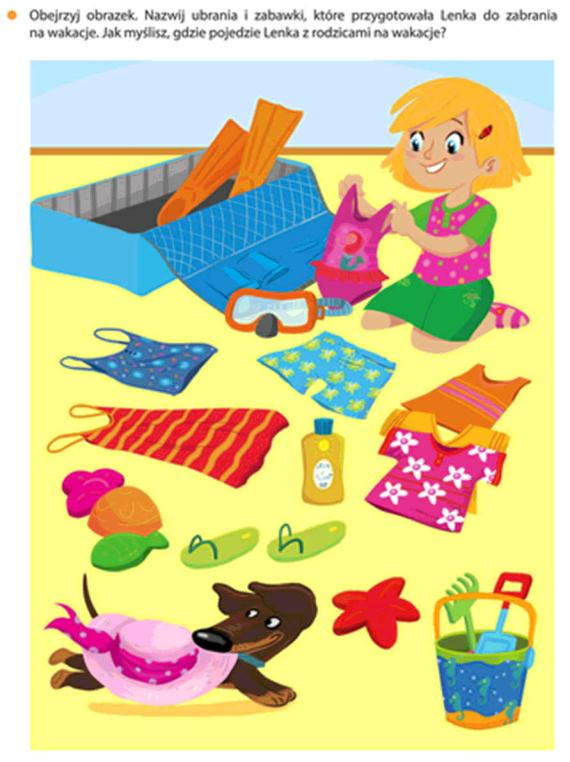 Obejrzyj obrazek. Nazwij ubrania i zabawki, które przygotowała Lenka do zabrania
na wakacje. Jak myślisz, gdzie pojedzie Lenka z rodzicami na wakacje?